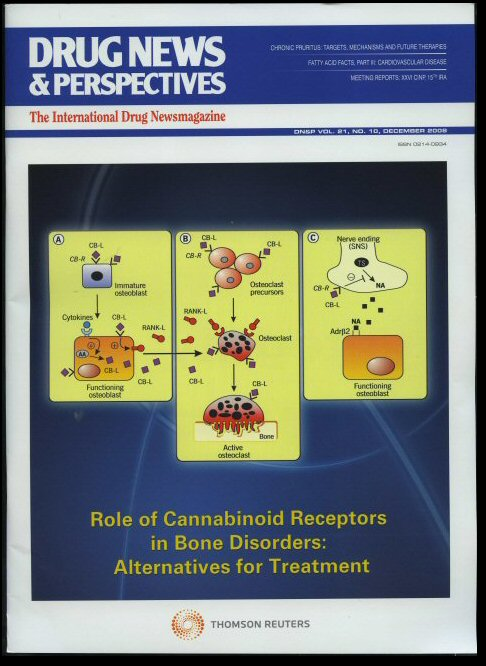 DRUG NEWS
& PERSPECTIVES
CHRONIC PRURITUS: TARGETS, MECHANISMS AND FUTURE THERAPIES
FATTY ACID FACTS, PART III: CARDIOVASCULAR DISEASE
MEETING REPORTS: XXVI CINP, 15TH IRA
The International Drug Newsmagazine
DNSP VOL. 21, NO. 10, DECEMBER 2008
ISSN 0214-0934
A
CB-L
CB-R
Immature
osteoblast
Cytokines
CB-L
RANK-L
AA
CB-L
CB-L
Functioning
osteoblast
B
CB-L
CB-R
Osteoclast
precursors
RANK-L
Osteoclast
CB-L
CB-L
Bone
Active
osteoclast
C
Nerve ending
(SNS)
TS
NA
CB-R
CB-L
NA
Adrβ2
Functioning
osteoblast
Role of Cannabinoid Receptors
in Bone Disorders:
Alternatives for Treatment
THOMSON REUTERS